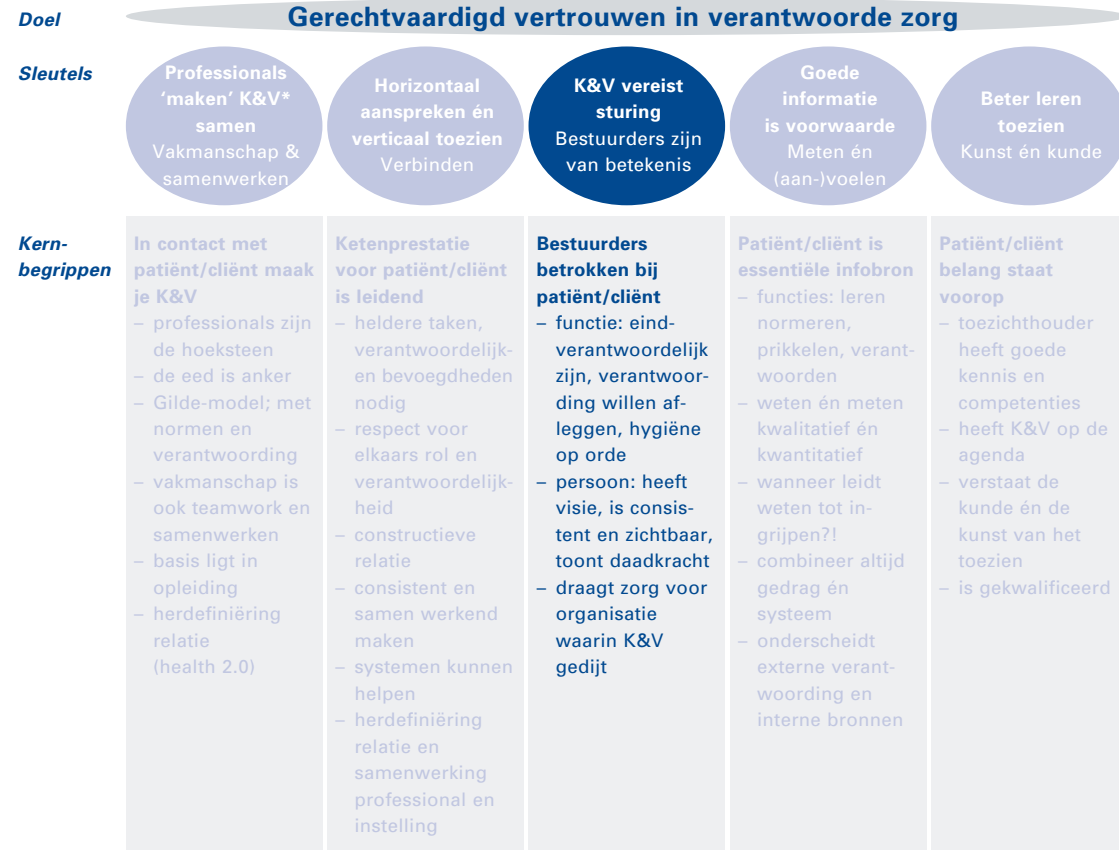 Doel
Gerechtvaardigd vertrouwen in verantwoorde zorg
Sleutels
Professionals
‘maken’ K&V*
samen
Vakmanschap &
samenwerken
Horizontaal
aanspreken én
verticaal toezien
Verbinden
K&V vereist
sturing
Bestuurders zijn
van betekenis
Goede
informatie
is voorwaarde
Meten én
(aan-)voelen
Beter leren
toezien
Kunst én kunde
Kern-
begrippen
In contact met
patiënt/cliënt maak
je K&V
– professionals zijn
de hoeksteen
– de eed is anker
– Gilde-model; met
normen en
verantwoording
– vakmanschap is
ook teamwork en
samenwerken
– basis ligt in
opleiding
– herdefiniëring
relatie
(health 2.0)
Ketenprestatie
voor patiënt/cliënt
is leidend
– heldere taken,
verantwoordelijk-
en bevoegdheden
nodig
– respect voor
elkaars rol en
verantwoordelijk-
heid
– constructieve
relatie
– consistent en
samen werkend
maken
– systemen kunnen
helpen
– herdefiniëring
relatie en
samenwerking
professional en
instelling
Bestuurders
betrokken bij
patiënt/cliënt
– functie: eind-
verantwoordelijk
zijn, verantwoor-
ding willen af-
leggen, hygiëne
op orde
– persoon: heeft
visie, is consis-
tent en zichtbaar,
toont daadkracht
– draagt zorg voor
organisatie
waarin K&V
gedijt
Patiënt/cliënt is
essentiële infobron
– functies: leren
normeren,
prikkelen, verant-
woorden
– weten én meten
kwalitatief én
kwantitatief
– wanneer leidt
weten tot in-
grijpen?!
– combineer altijd
gedrag én
systeem
– onderscheidt
externe verant-
woording en
interne bronnen
Patiënt/cliënt
belang staat
voorop
– toezichthouder
heeft goede
kennis en
competenties
– heeft K&V op de
agenda
– verstaat de
kunde én de
kunst van het
toezien
– is gekwalificeerd